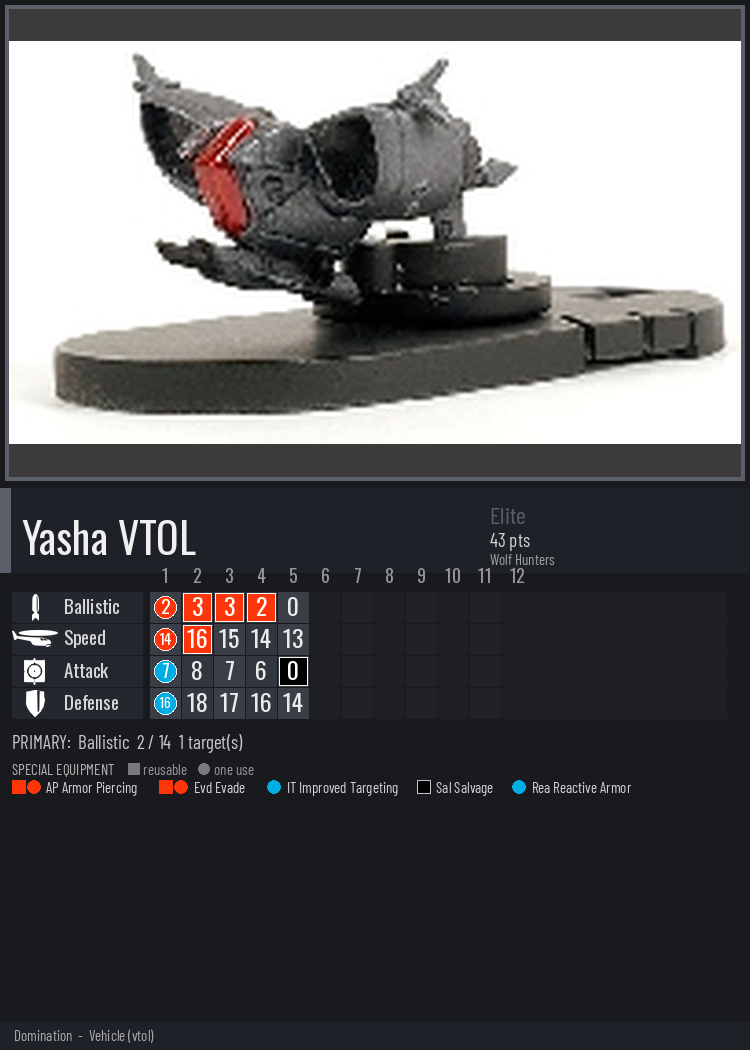 Yasha VTOL
Elite
43 pts
Wolf Hunters
1 2 3 4 5 6 7 8 9 10 11 12
Ballistic 2 3 3 2 0
Speed 14 16 15 14 13
Attack 7 8 7 6 0
Defense 16 18 17 16 14
PRIMARY: Ballistic 2 / 14 1 target(s)
SPECIAL EQUIPMENT reusable one use
AP Armor Piercing Evd Evade IT Improved Targeting Sal Salvage Rea Reactive Armor
Domination - Vehicle (vtol)